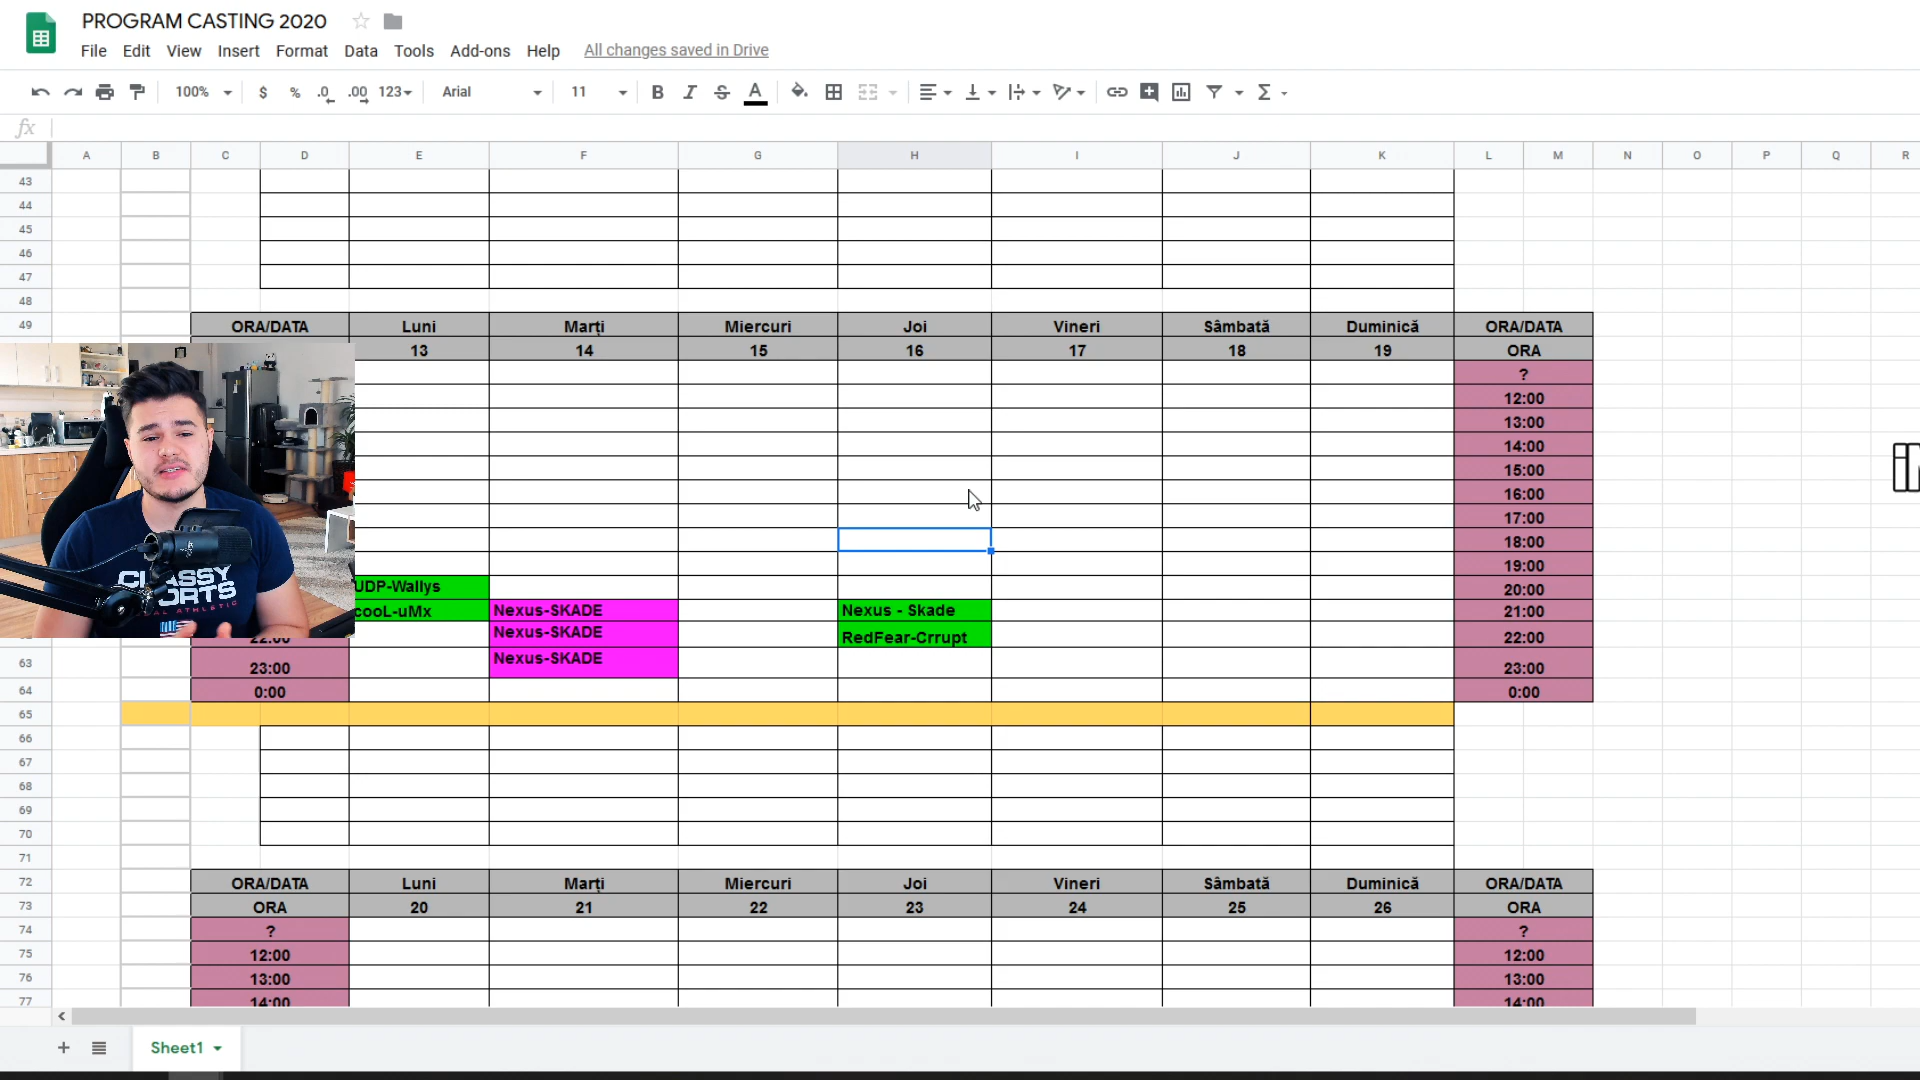 PROGRAM CASTING 2020
File Edit View Insert Format Data Tools Add-ons Help All changes saved in Drive
100% $ % .0 .00 123 Arial 11 B I S A Σ
fx
A B C D E F G H I J K L M N O P Q R
43
44
45
46
47
48
49 ORA/DATA Luni Marți Miercuri Joi Vineri Sâmbată Duminică ORA/DATA
13 14 15 16 17 18 19 ORA
?
12:00
13:00
14:00
15:00
16:00
17:00
18:00
19:00
UDP-Wallys 20:00
cooL-uMx Nexus-SKADE Nexus - Skade 21:00
22:00 Nexus-SKADE RedFear-Crrupt 22:00
63 23:00 Nexus-SKADE 23:00
64 0:00 0:00
65
66
67
68
69
70
71
72 ORA/DATA Luni Marți Miercuri Joi Vineri Sâmbată Duminică ORA/DATA
73 ORA 20 21 22 23 24 25 26 ORA
74 ? ?
75 12:00 12:00
76 13:00 13:00
77 14:00 14:00
Sheet1